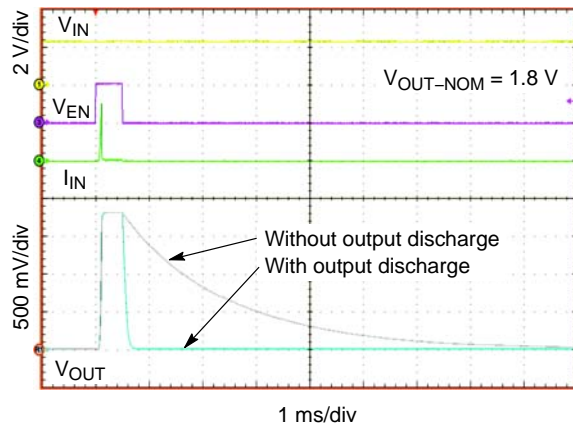 2 V/div
V_IN
V_EN
V_OUT−NOM = 1.8 V
I_IN
500 mV/div
Without output discharge
With output discharge
V_OUT
1 ms/div